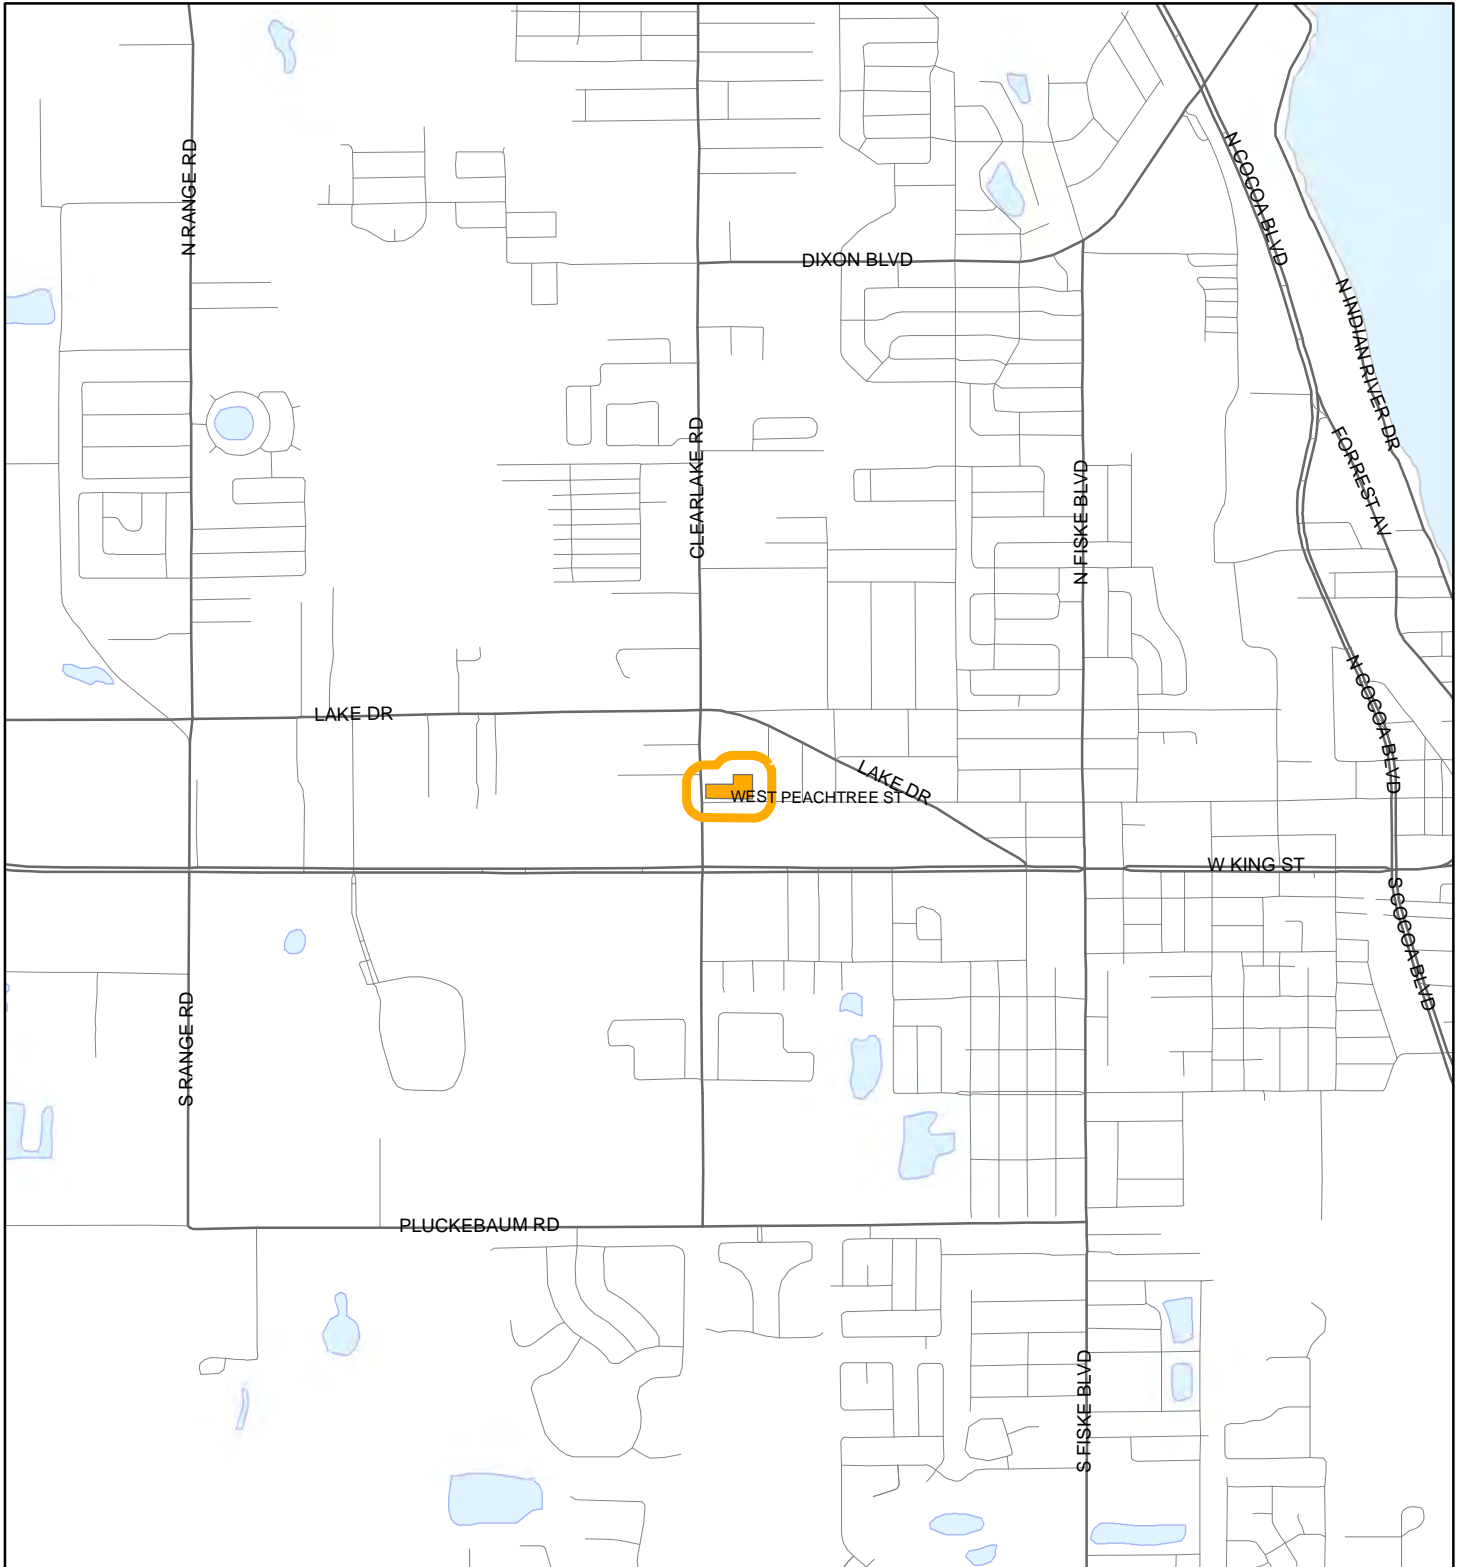 N RANGE RD
N COCOA BLVD
DIXON BLVD
N INDIAN RIVER DR
CLEARLAKE RD
FORREST AV
N FISKE BLVD
LAKE DR
N COCOA BLVD
LAKE DR
WEST PEACHTREE ST
W KING ST
S COCOA BLVD
S RANGE RD
PLUCKEBAUM RD
S FISKE BLVD